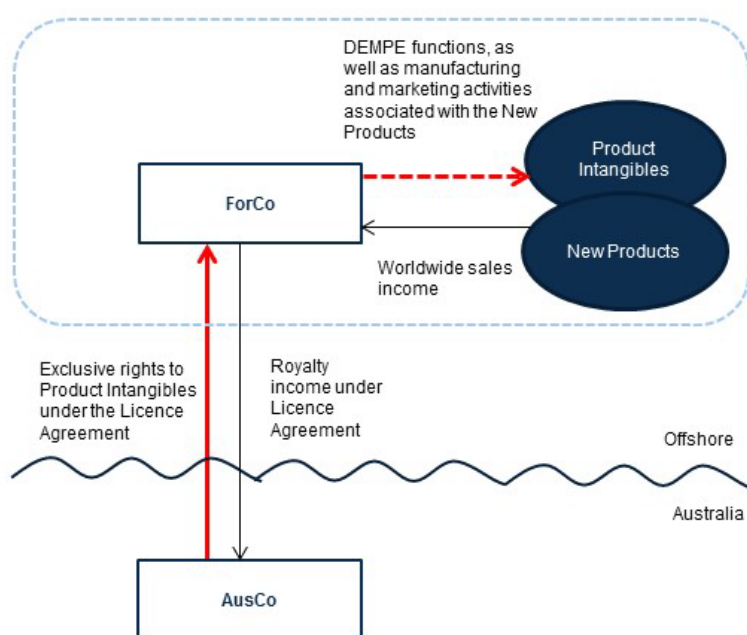 DEMPE functions, as
well as manufacturing
and marketing activities
associated with the New
Products
Product
Intangibles
ForCo
New Products
Worldwide sales
income
Exclusive rights to
Product Intangibles
under the Licence
Agreement
Royalty
income under
Licence
Agreement
Offshore
Australia
AusCo